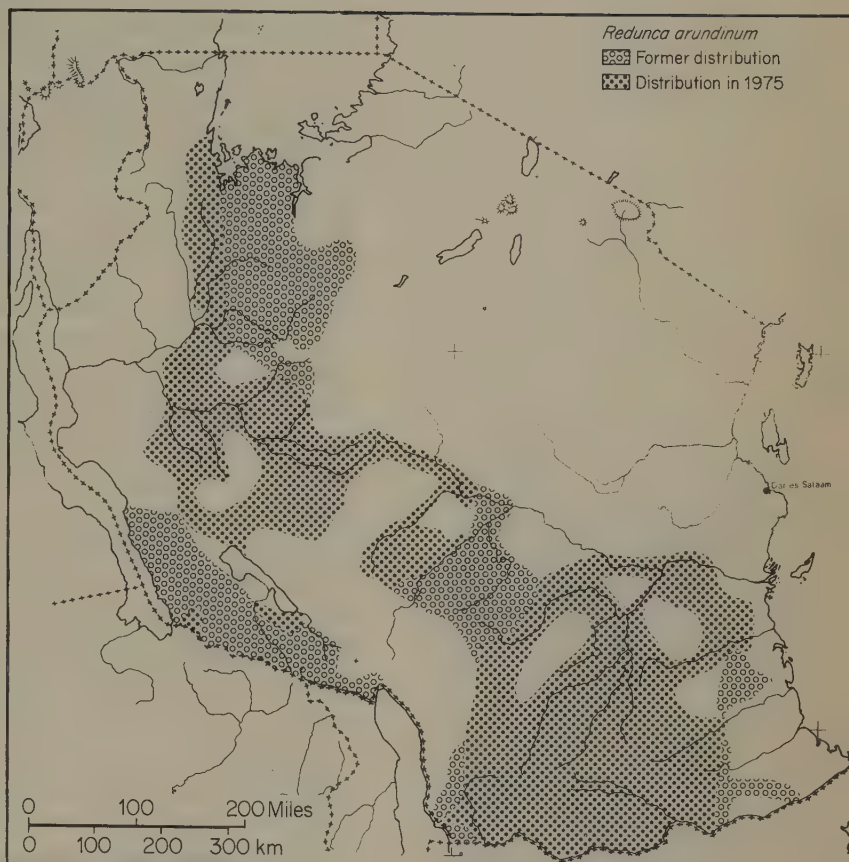 Redunca arundinum
Former distribution
Distribution in 1975
Dar es Salaam
0 100 200 Miles
0 100 200 300 km